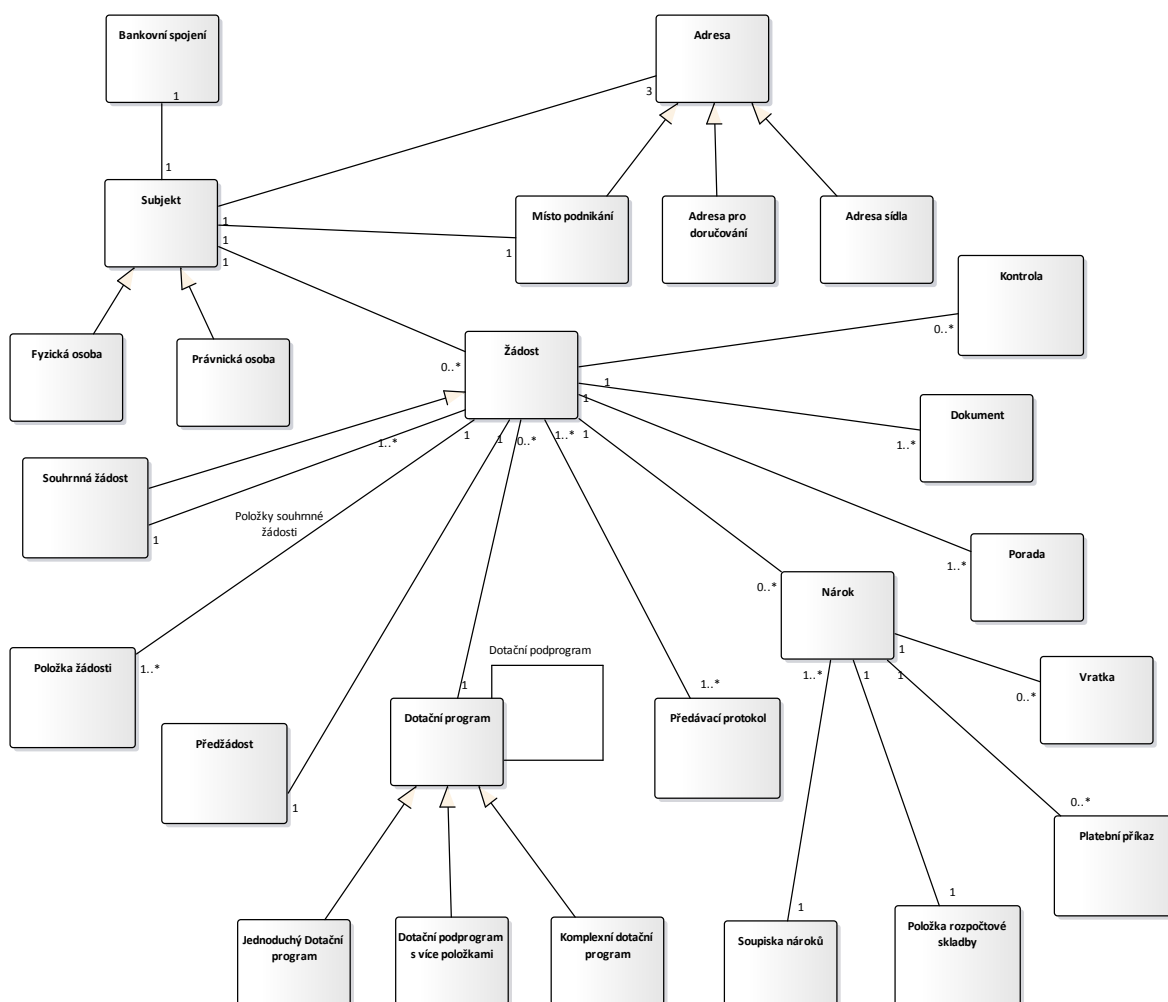 Bankovní spojení
Adresa
1
3
1
Subjekt
Místo podnikání
Adresa pro
doručování
Adresa sídla
1
1
1
1
Kontrola
0..*
Fyzická osoba
Právnická osoba
Žádost
0..*
1
1
Dokument
1..*
1..*
1
1
0..*
1..*
1
Souhrnná žádost
1
Položky souhrnné
žádosti
Porada
1..*
Nárok
0..*
Položka žádosti
1..*
Dotační podprogram
1
1..*
1
1
1..*
1
Vratka
0..*
Dotační program
Předávací protokol
Předžádost
1
0..*
Platební příkaz
1
1
Jednoduchý Dotační
program
Dotační podprogram
s více položkami
Komplexní dotační
program
Soupiska nároků
Položka rozpočtové
skladby